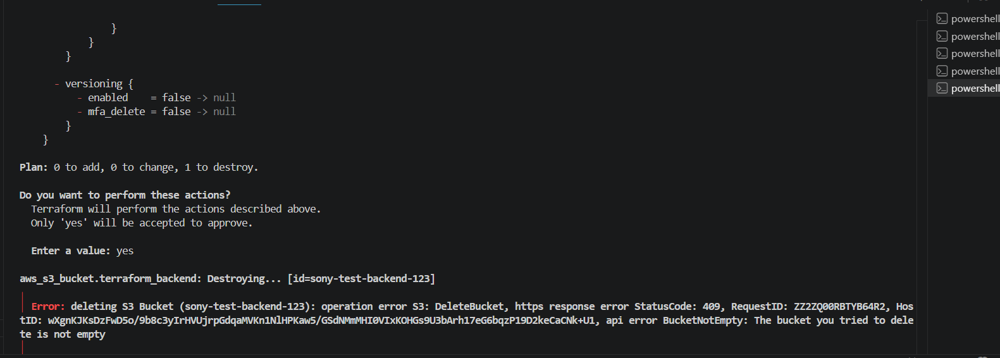 }
}
}
- versioning {
- enabled    = false -> null
- mfa_delete = false -> null
}
}
Plan: 0 to add, 0 to change, 1 to destroy.
Do you want to perform these actions?
Terraform will perform the actions described above.
Only 'yes' will be accepted to approve.
Enter a value: yes
aws_s3_bucket.terraform_backend: Destroying... [id=sony-test-backend-123]
Error: deleting S3 Bucket (sony-test-backend-123): operation error S3: DeleteBucket, https response error StatusCode: 409, RequestID: ZZ2ZQ00RBTYB64R2, Hos
tID: wXgnKJKsDzFwD5o/9b8c3yIrHVUjrpGdqaMVKn1NlHPKaw5/GSdNMmMHI0VIxKOHGs9U3bArh17eG6bqzP19D2keCaCNk+U1, api error BucketNotEmpty: The bucket you tried to dele
te is not empty
powershell
powershell
powershell
powershell
powershell